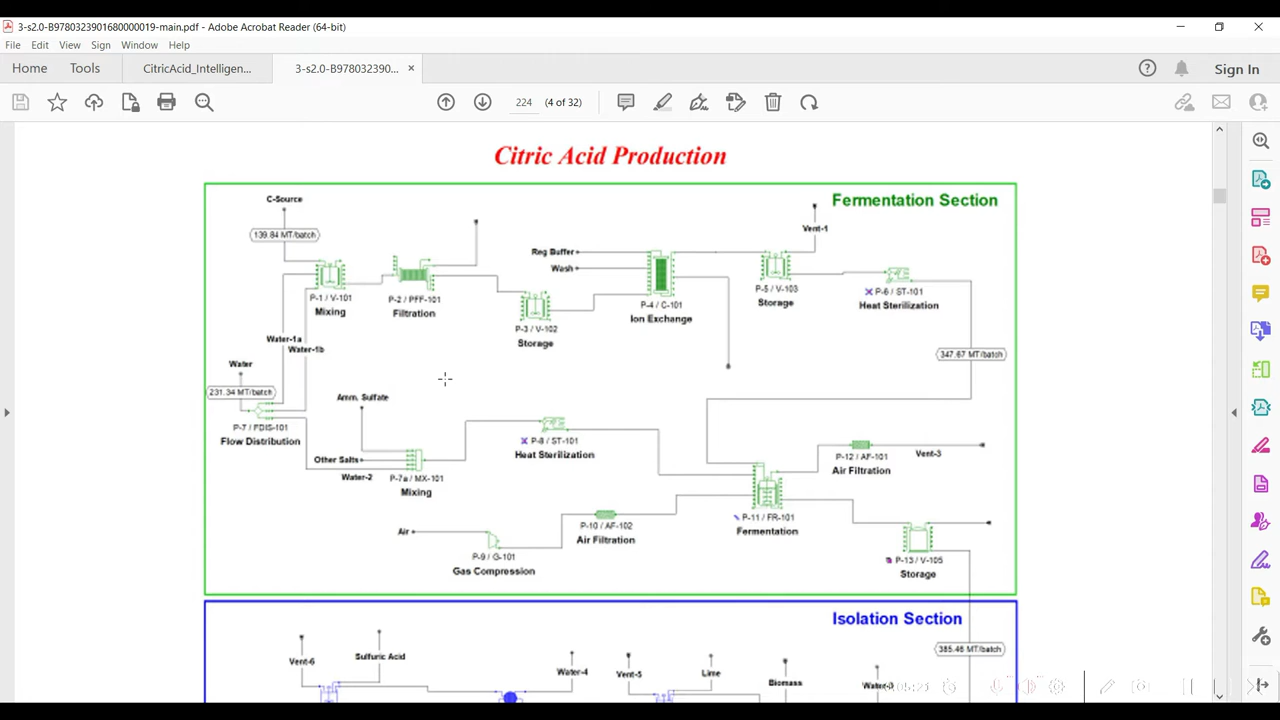 3-s2.0-B9780323901680000019-main.pdf - Adobe Acrobat Reader (64-bit)
File Edit View Sign Window Help
Home Tools CitricAcid_Intelligen... 3-s2.0-B978032390...
Sign In
224 (4 of 32)
Citric Acid Production
Fermentation Section
C-Source
139.84 MT/batch
Vent-1
Reg Buffer
Wash
P-1 / V-101
Mixing
P-2 / PFF-101
Filtration
P-3 / V-102
Storage
P-4 / C-101
Ion Exchange
P-5 / V-103
Storage
P-6 / ST-101
Heat Sterilization
Water-1a
Water-1b
347.67 MT/batch
Water
231.34 MT/batch
P-7 / FDIS-101
Flow Distribution
Amm. Sulfate
Other Salts
Water-2
P-7a / MX-101
Mixing
P-8 / ST-101
Heat Sterilization
P-12 / AF-101
Air Filtration
Vent-3
P-11 / FR-101
Fermentation
P-10 / AF-102
Air Filtration
Air
P-9 / G-101
Gas Compression
P-13 / V-105
Storage
Isolation Section
385.46 MT/batch
Vent-6
Sulfuric Acid
Water-4
Vent-5
Lime
Biomass